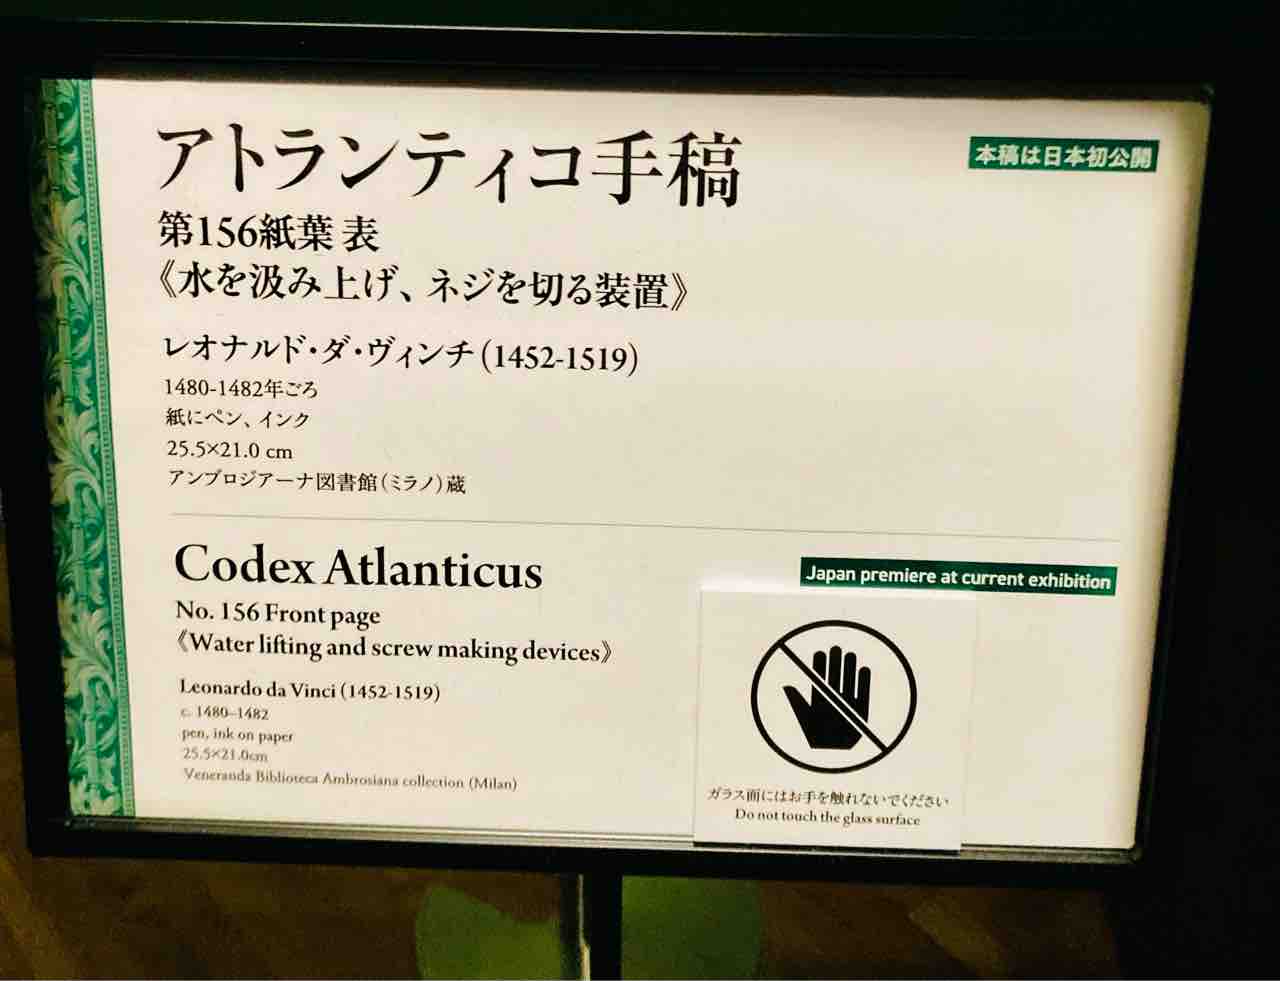 アトランティコ手稿
本稿は日本初公開
第156紙葉 表
《水を汲み上げ、ネジを切る装置》
レオナルド・ダ・ヴィンチ (1452-1519)
1480-1482年ごろ
紙にペン、インク
25.5×21.0 cm
アンブロジアーナ図書館(ミラノ)蔵
Codex Atlanticus
Japan premiere at current exhibition
No. 156 Front page
《Water lifting and screw making devices》
Leonardo da Vinci (1452-1519)
c. 1480–1482
pen, ink on paper
25.5×21.0cm
Veneranda Biblioteca Ambrosiana collection (Milan)
ガラス面にはお手を触れないでください
Do not touch the glass surface